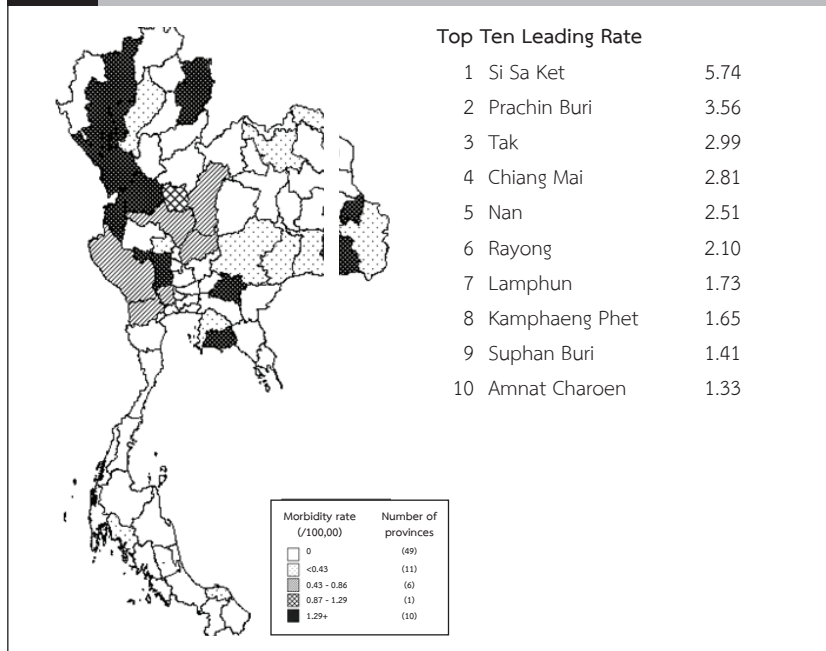 Top Ten Leading Rate
1 Si Sa Ket 5.74
2 Prachin Buri 3.56
3 Tak 2.99
4 Chiang Mai 2.81
5 Nan 2.51
6 Rayong 2.10
7 Lamphun 1.73
8 Kamphaeng Phet 1.65
9 Suphan Buri 1.41
10 Amnat Charoen 1.33
Morbidity rate Number of
(/100,00) provinces
0 (49)
<0.43 (11)
0.43 - 0.86 (6)
0.87 - 1.29 (1)
1.29+ (10)